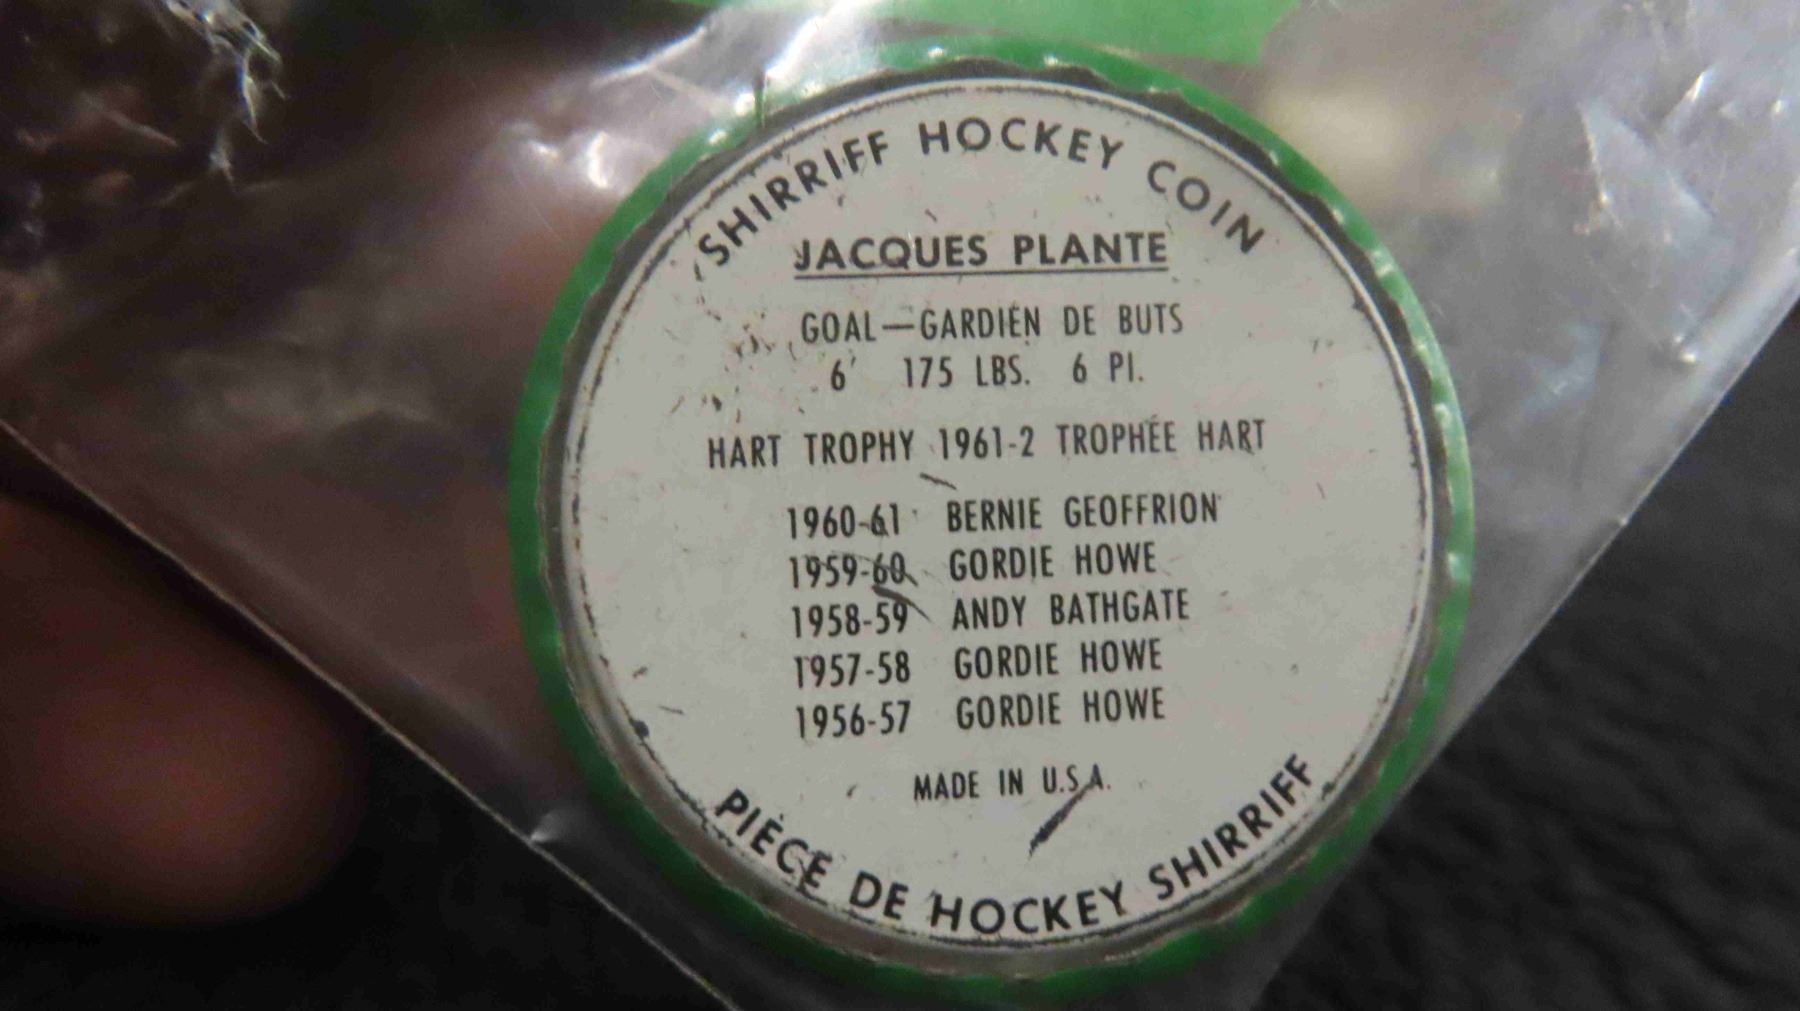 SHIRRIFF HOCKEY COIN
JACQUES PLANTE
GOAL—GARDIEN DE BUTS
6' 175 LBS. 6 PI.
HART TROPHY 1961-2 TROPHÉE HART
1960-61 BERNIE GEOFFRION
1959-60 GORDIE HOWE
1958-59 ANDY BATHGATE
1957-58 GORDIE HOWE
1956-57 GORDIE HOWE
MADE IN U.S.A.
PIÈCE DE HOCKEY SHIRRIFF